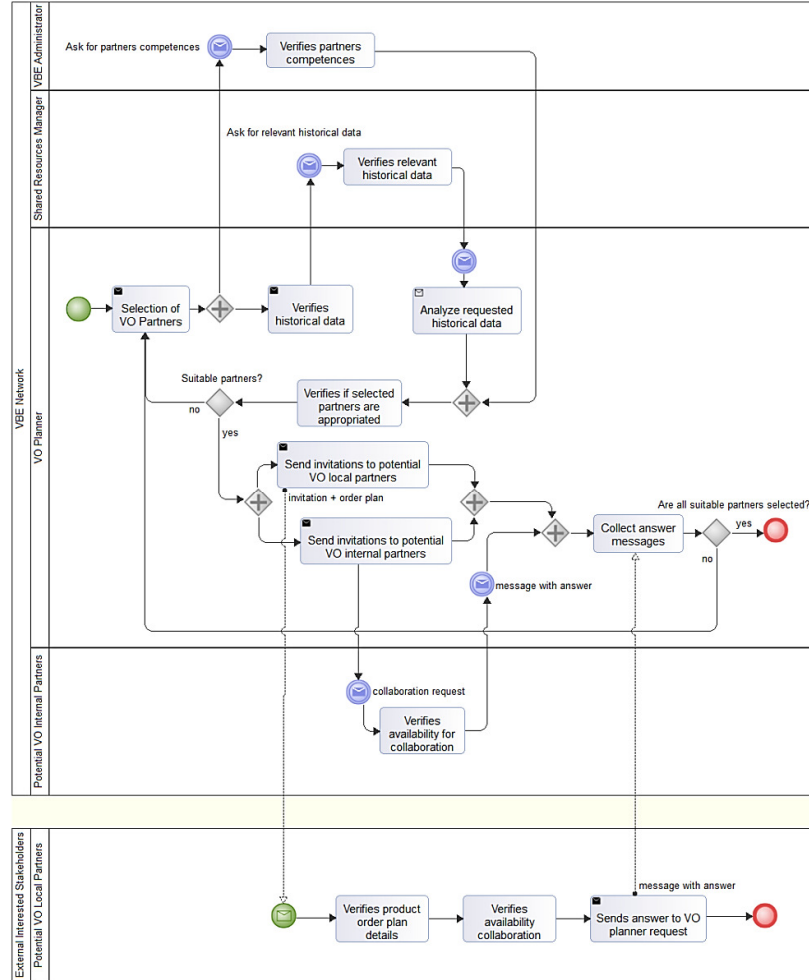 VBE Network
VBE Administrator
Ask for partners competences
Verifies partners
competences
Shared Resources Manager
Ask for relevant historical data
Verifies relevant
historical data
VO Planner
Selection of
VO Partners
Verifies
historical data
Analyze requested
historical data
Suitable partners?
no
yes
Verifies if selected
partners are
appropriated
Send invitations to potential
VO local partners
invitation + order plan
Send invitations to potential
VO internal partners
message with answer
Collect answer
messages
Are all suitable partners selected?
yes
no
Potential VO Internal Partners
collaboration request
Verifies
availability for
collaboration
External Interested Stakeholders
Potential VO Local Partners
Verifies product
order plan
details
Verifies
availability
collaboration
message with answer
Sends answer to VO
planner request